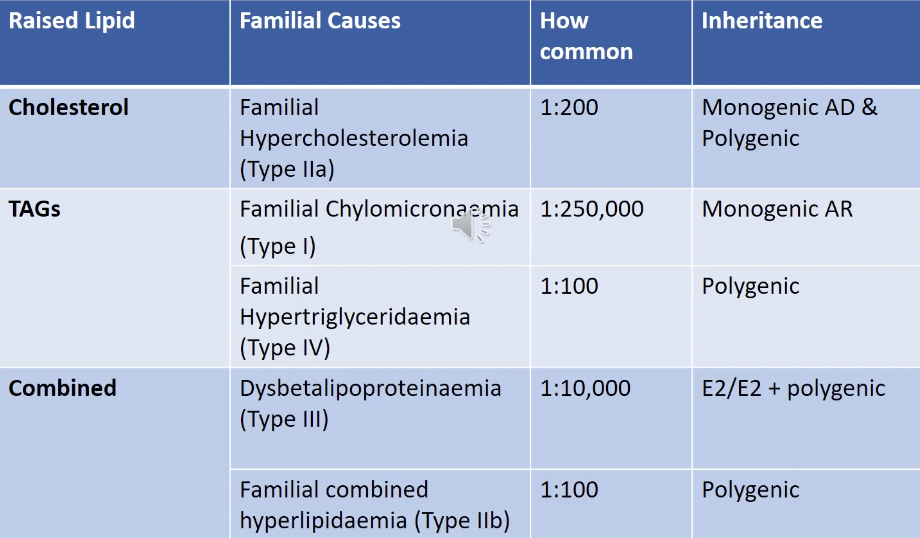 Raised Lipid
Familial Causes
How
common
Inheritance
Cholesterol
Familial
Hypercholesterolemia
(Type IIa)
1:200
Monogenic AD &
Polygenic
TAGs
Familial Chylomicronaemia
(Type I)
1:250,000
Monogenic AR
Familial
Hypertriglyceridaemia
(Type IV)
1:100
Polygenic
Combined
Dysbetalipoproteinaemia
(Type III)
1:10,000
E2/E2 + polygenic
Familial combined
hyperlipidaemia (Type IIb)
1:100
Polygenic